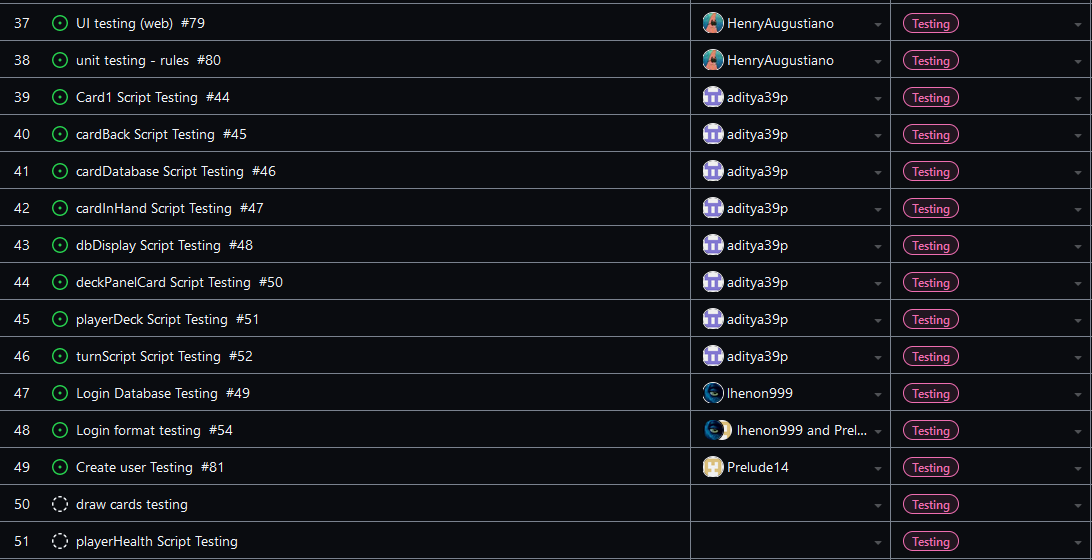 37 UI testing (web) #79 HenryAugustiano Testing
38 unit testing - rules #80 HenryAugustiano Testing
39 Card1 Script Testing #44 aditya39p Testing
40 cardBack Script Testing #45 aditya39p Testing
41 cardDatabase Script Testing #46 aditya39p Testing
42 cardInHand Script Testing #47 aditya39p Testing
43 dbDisplay Script Testing #48 aditya39p Testing
44 deckPanelCard Script Testing #50 aditya39p Testing
45 playerDeck Script Testing #51 aditya39p Testing
46 turnScript Script Testing #52 aditya39p Testing
47 Login Database Testing #49 lhenon999 Testing
48 Login format testing #54 lhenon999 and Prel... Testing
49 Create user Testing #81 Prelude14 Testing
50 draw cards testing Testing
51 playerHealth Script Testing Testing